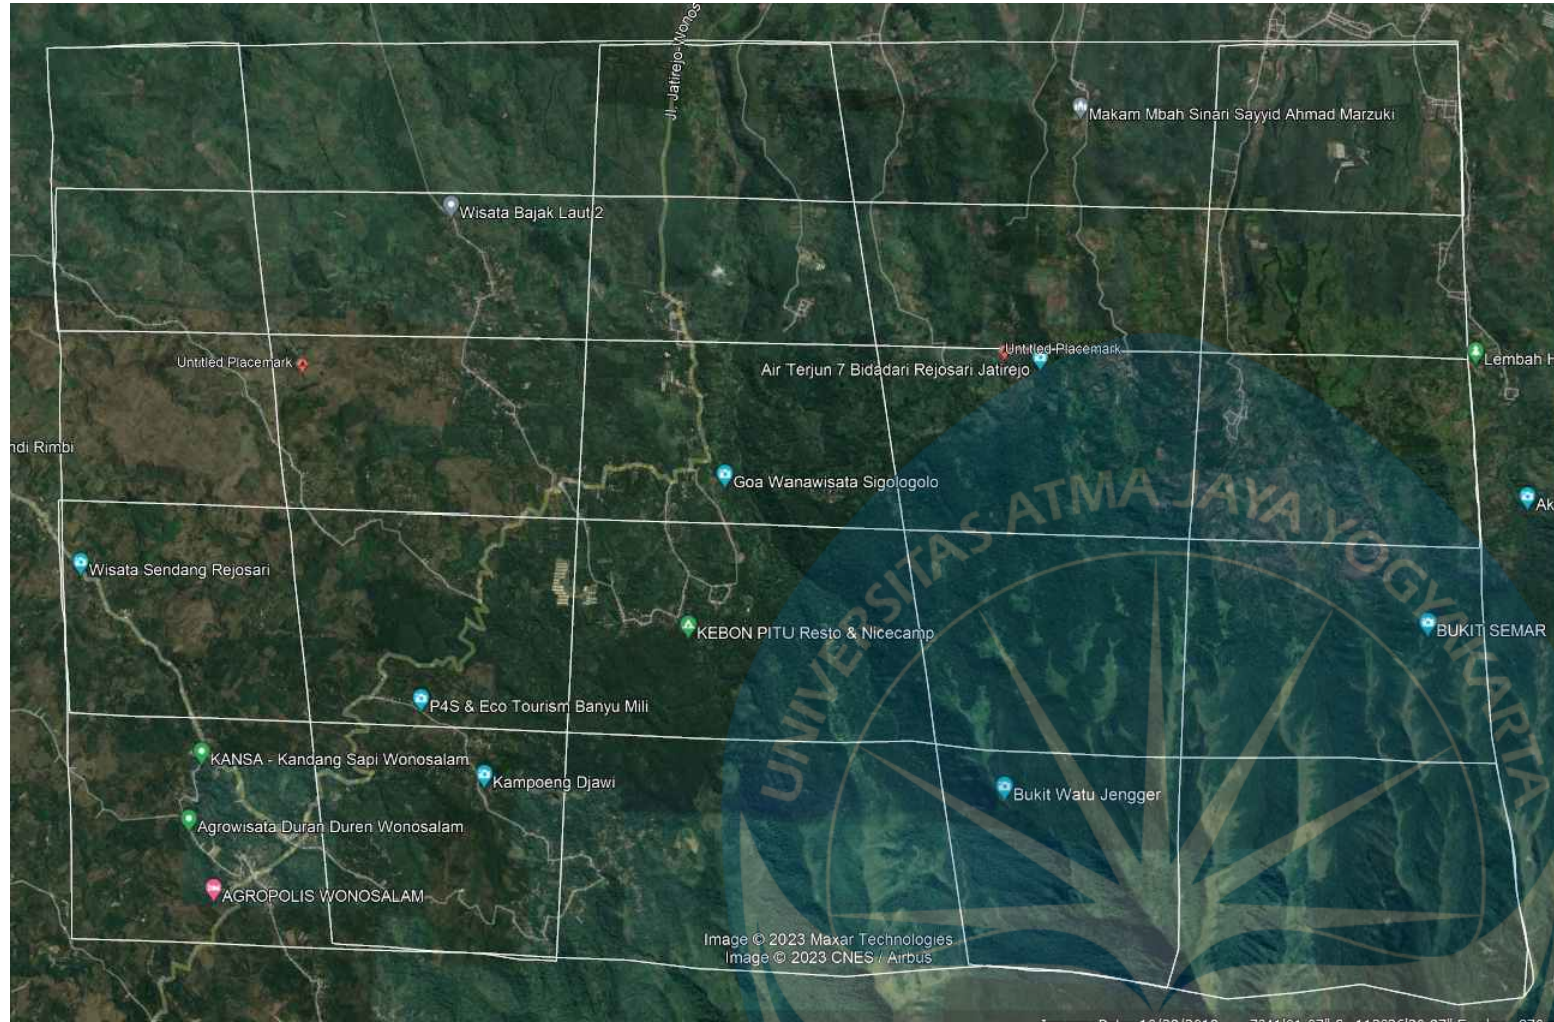 Jl. Jatirejo-Wonos
Makam Mbah Sinari Sayyid Ahmad Marzuki
Wisata Bajak Laut 2
Untitled Placemark
Untitled Placemark
Air Terjun 7 Bidadari Rejosari Jatirejo
Lembah H
ndi Rimbi
Goa Wanawisata Sigologolo
Ak
UNIVERSITAS ATMA JAYA YOGYAKARTA
Wisata Sendang Rejosari
KEBON PITU Resto & Nicecamp
BUKIT SEMAR
P4S & Eco Tourism Banyu Mili
KANSA - Kandang Sapi Wonosalam
Kampoeng Djawi
Bukit Watu Jengger
Agrowisata Duran Duren Wonosalam
AGROPOLIS WONOSALAM
Image © 2023 Maxar Technologies
Image © 2023 CNES / Airbus